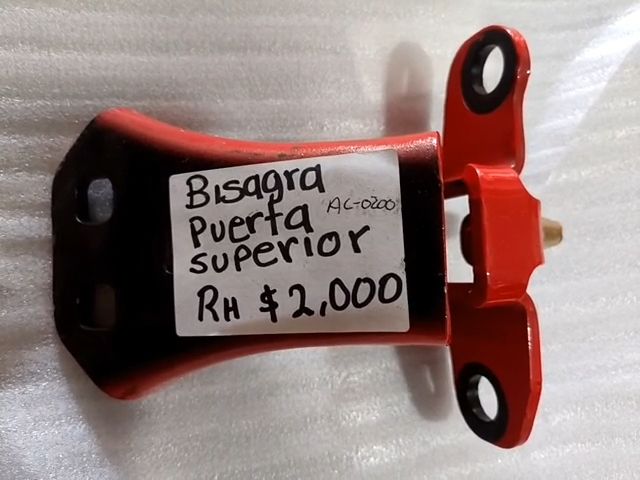 Bisagra
Puerta AC-0200
superior
RH $2,000